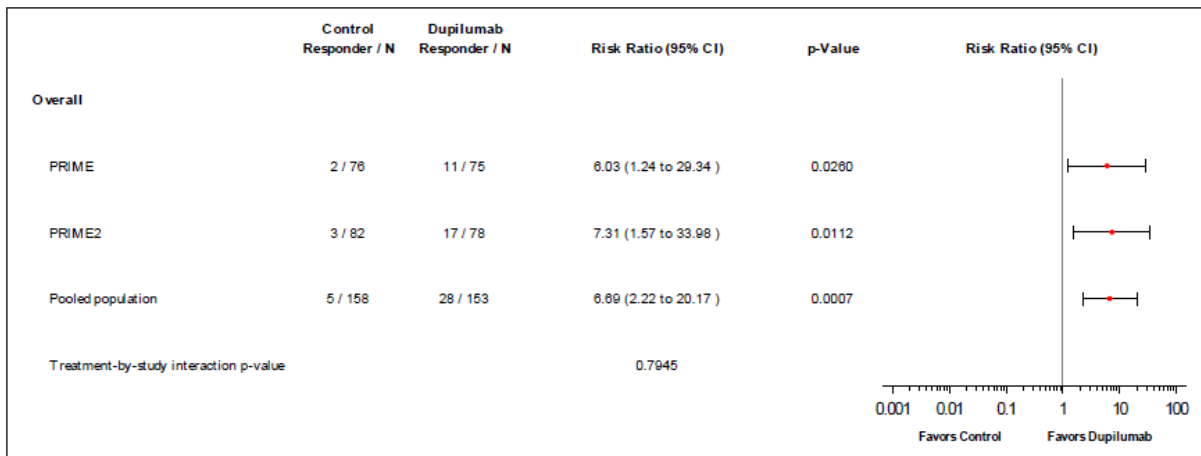 Control Dupilumab
Responder / N Responder / N Risk Ratio (95% CI) p-Value Risk Ratio (95% CI)
Overall
PRIME 2 / 76 11 / 75 6.03 (1.24 to 29.34 ) 0.0260
PRIME2 3 / 82 17 / 78 7.31 (1.57 to 33.98 ) 0.0112
Pooled population 5 / 158 28 / 153 6.69 (2.22 to 20.17 ) 0.0007
Treatment-by-study interaction p-value 0.7945
0.001 0.01 0.1 1 10 100
Favors Control Favors Dupilumab